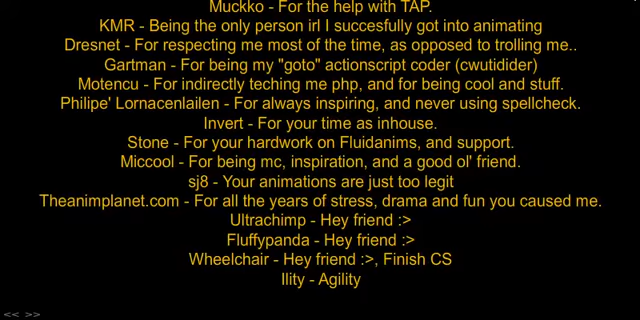 Muckko - For the help with TAP.
KMR - Being the only person irl I succesfully got into animating
Dresnet - For respecting me most of the time, as opposed to trolling me..
Gartman - For being my "goto" actionscript coder (cwutidider)
Motencu - For indirectly teching me php, and for being cool and stuff.
Philipe' Lornacenlailen - For always inspiring, and never using spellcheck.
Invert - For your time as inhouse.
Stone - For your hardwork on Fluidanims, and support.
Miccool - For being mc, inspiration, and a good ol' friend.
sj8 - Your animations are just too legit
Theanimplanet.com - For all the years of stress, drama and fun you caused me.
Ultrachimp - Hey friend :>
Fluffypanda - Hey friend :>
Wheelchair - Hey friend :>, Finish CS
Ility - Agility
<< >>